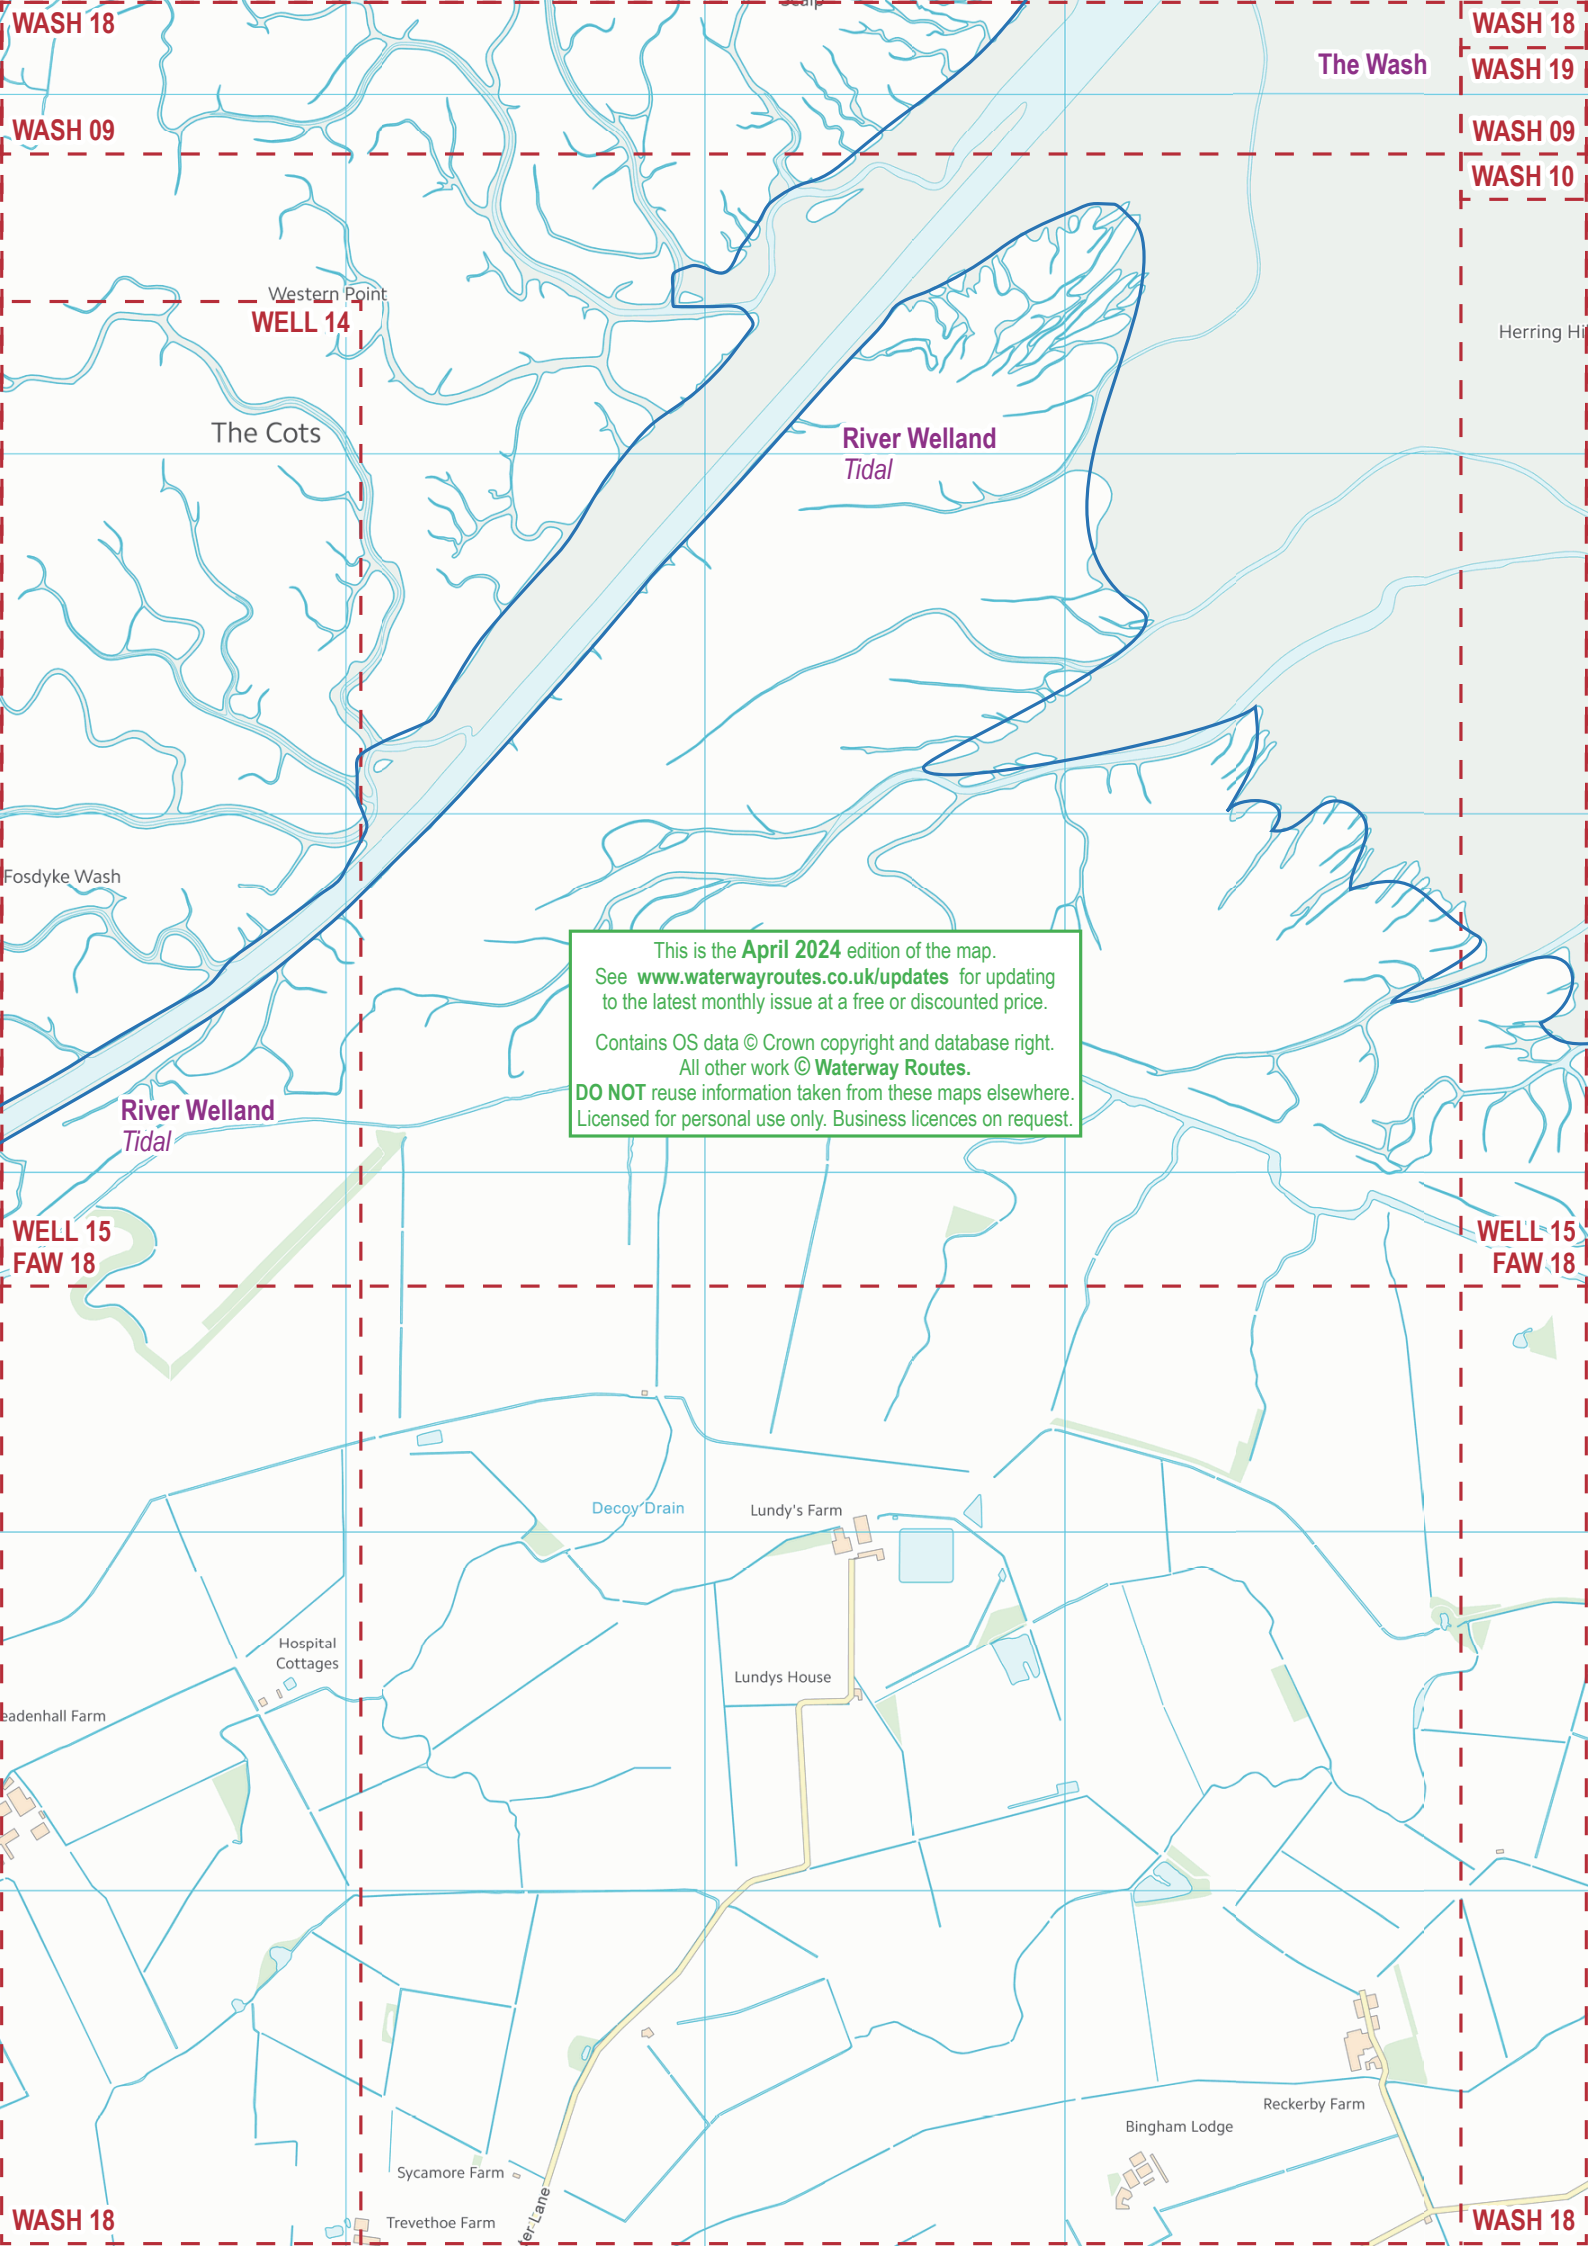 Scalp
WASH 18
WASH 18
The Wash
WASH 19
WASH 09
WASH 09
WASH 10
Western Point
WELL 14
Herring Hi
The Cots
River Welland
Tidal
Fosdyke Wash
This is the April 2024 edition of the map.
See www.waterwayroutes.co.uk/updates for updating
to the latest monthly issue at a free or discounted price.
Contains OS data © Crown copyright and database right.
All other work © Waterway Routes.
DO NOT reuse information taken from these maps elsewhere.
Licensed for personal use only. Business licences on request.
River Welland
Tidal
WELL 15
FAW 18
WELL 15
FAW 18
Decoy Drain
Lundy's Farm
Hospital
Cottages
Lundys House
eadenhall Farm
Reckerby Farm
Bingham Lodge
Sycamore Farm
Trevethoe Farm
er Lane
WASH 18
WASH 18